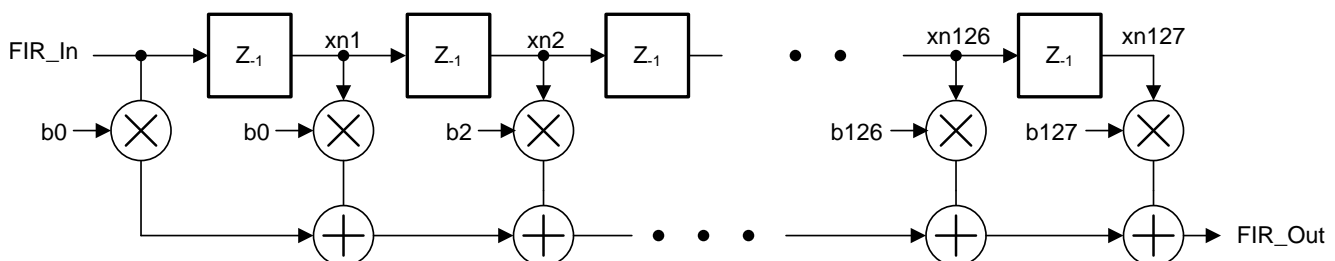 FIR_In
Z-1
xn1
Z-1
xn2
Z-1
xn126
Z-1
xn127
b0
b0
b2
b126
b127
FIR_Out